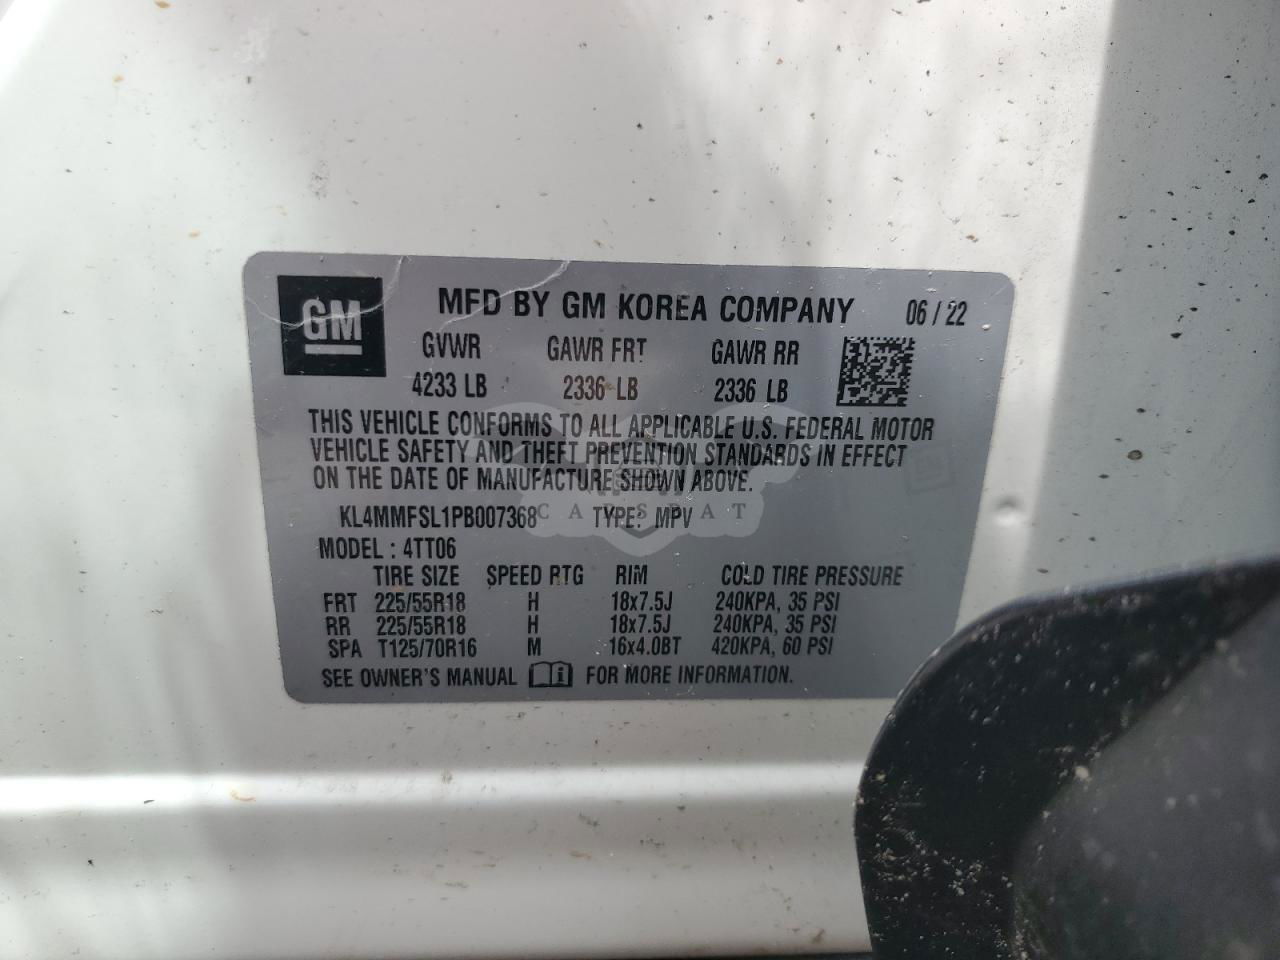 GM MFD BY GM KOREA COMPANY 06/22
GVWR GAWR FRT GAWR RR
4233 LB 2336 LB 2336 LB
THIS VEHICLE CONFORMS TO ALL APPLICABLE U.S. FEDERAL MOTOR
VEHICLE SAFETY AND THEFT PREVENTION STANDARDS IN EFFECT
ON THE DATE OF MANUFACTURE SHOWN ABOVE.
KL4MMFSL1PB007368 TYPE: MPV
CARSFAT
MODEL : 4TT06
TIRE SIZE SPEED RTG RIM COLD TIRE PRESSURE
FRT 225/55R18 H 18x7.5J 240KPA, 35 PSI
RR 225/55R18 H 18x7.5J 240KPA, 35 PSI
SPA T125/70R16 M 16x4.0BT 420KPA, 60 PSI
SEE OWNER'S MANUAL i FOR MORE INFORMATION.